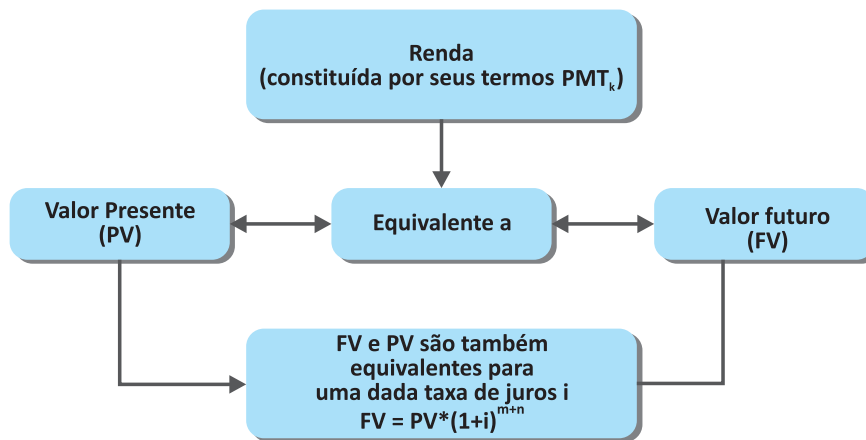 Renda
(constituída por seus termos PMTₖ)
Valor Presente
(PV)
Equivalente a
Valor futuro
(FV)
FV e PV são também
equivalentes para
uma dada taxa de juros i
FV = PV*(1+i)^m+n